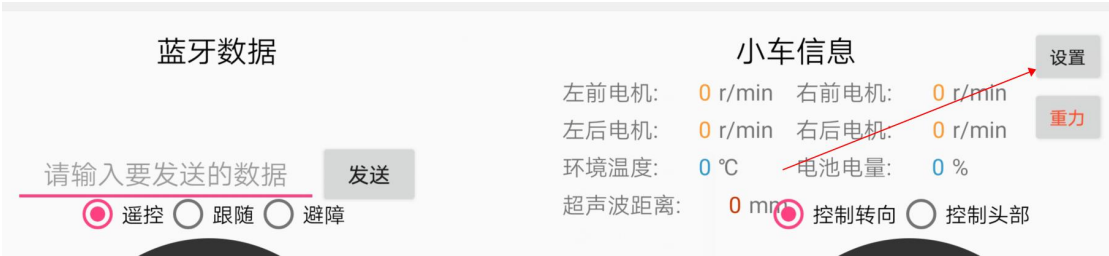 蓝牙数据
小车信息
设置
左前电机: 0 r/min 右前电机: 0 r/min
重力
左后电机: 0 r/min 右后电机: 0 r/min
环境温度: 0 ℃ 电池电量: 0 %
请输入要发送的数据 发送
超声波距离: 0 mm
遥控 跟随 避障
控制转向 控制头部